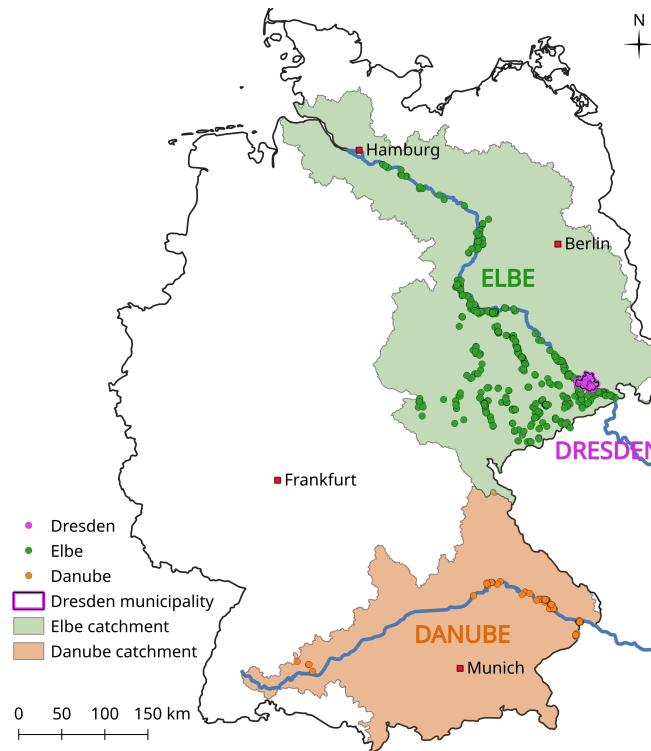 N
Hamburg
Berlin
ELBE
DRESDEN
Frankfurt
Dresden
Elbe
Danube
Dresden municipality
Elbe catchment
Danube catchment
DANUBE
Munich
0 50 100 150 km